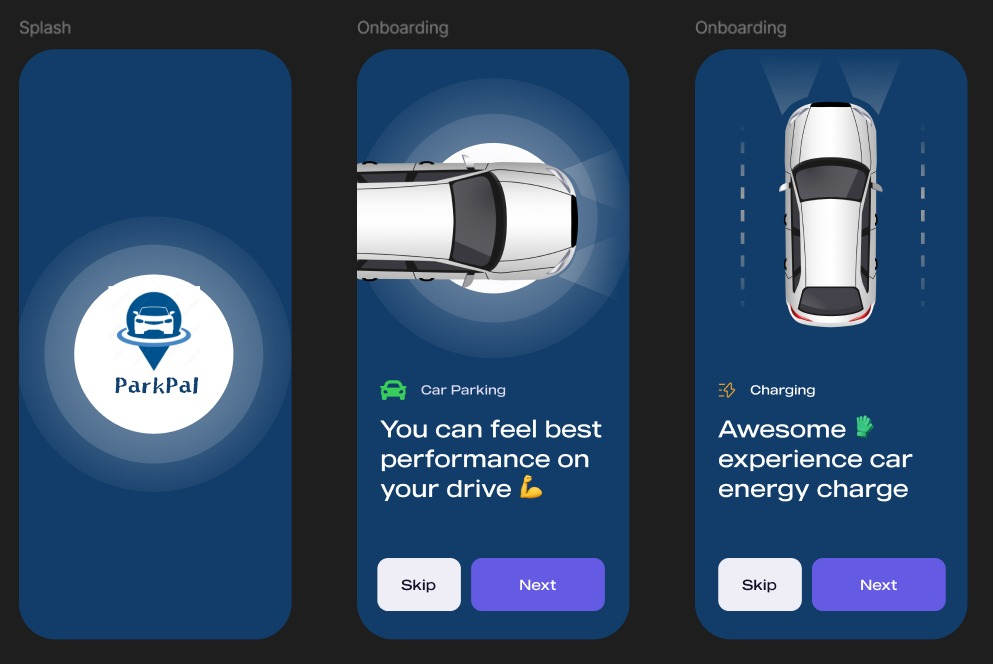 Splash
Onboarding
Onboarding
ParkPal
Car Parking
You can feel best
performance on
your drive 💪
Skip
Next
Charging
Awesome 🧤
experience car
energy charge
Skip
Next